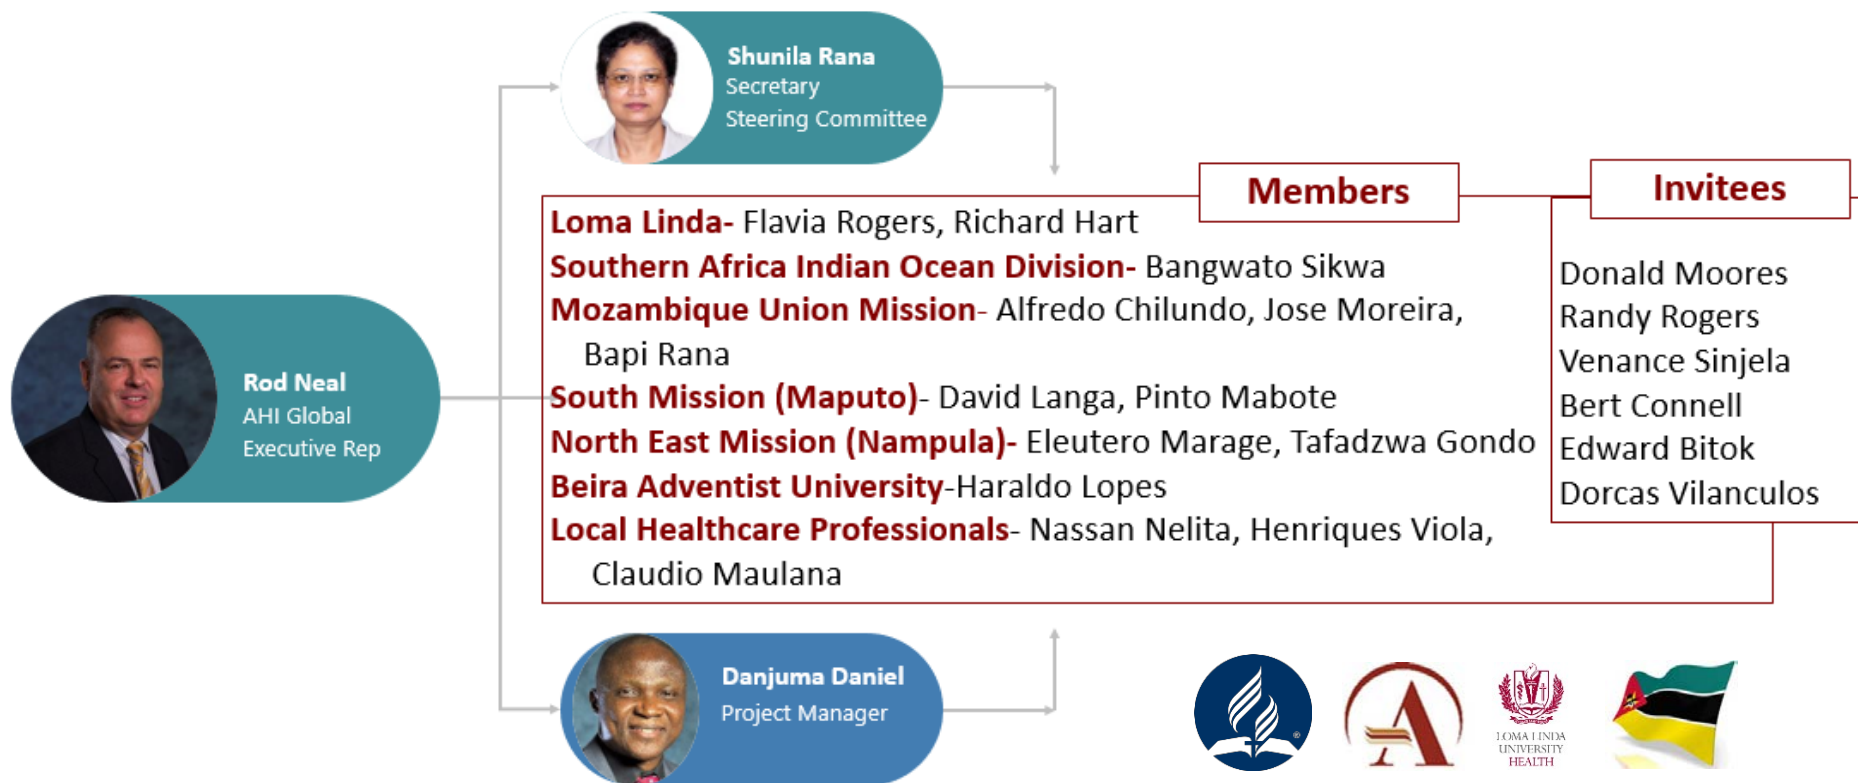 Shunila Rana
Secretary
Steering Committee
Rod Neal
AHI Global
Executive Rep
Members
Loma Linda- Flavia Rogers, Richard Hart
Southern Africa Indian Ocean Division- Bangwato Sikwa
Mozambique Union Mission- Alfredo Chilundo, Jose Moreira,
Bapi Rana
South Mission (Maputo)- David Langa, Pinto Mabote
North East Mission (Nampula)- Eleutero Marage, Tafadzwa Gondo
Beira Adventist University-Haraldo Lopes
Local Healthcare Professionals- Nassan Nelita, Henriques Viola,
Claudio Maulana
Invitees
Donald Moores
Randy Rogers
Venance Sinjela
Bert Connell
Edward Bitok
Dorcas Vilanculos
Danjuma Daniel
Project Manager
®
A
LOMA LINDA
UNIVERSITY
HEALTH